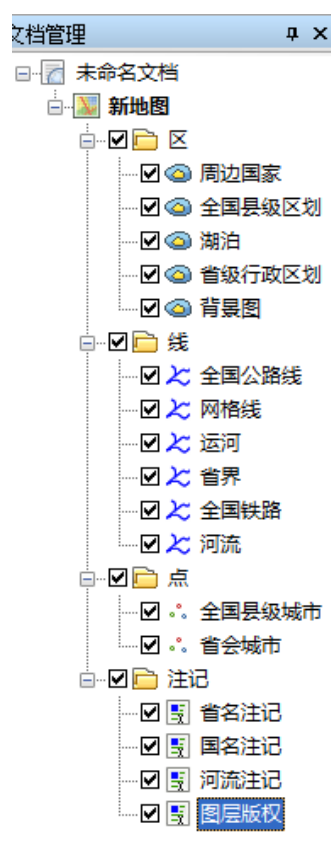 文档管理
未命名文档
新地图
区
周边国家
全国县级区划
湖泊
省级行政区划
背景图
线
全国公路线
网格线
运河
省界
全国铁路
河流
点
全国县级城市
省会城市
注记
省名注记
国名注记
河流注记
图层版权